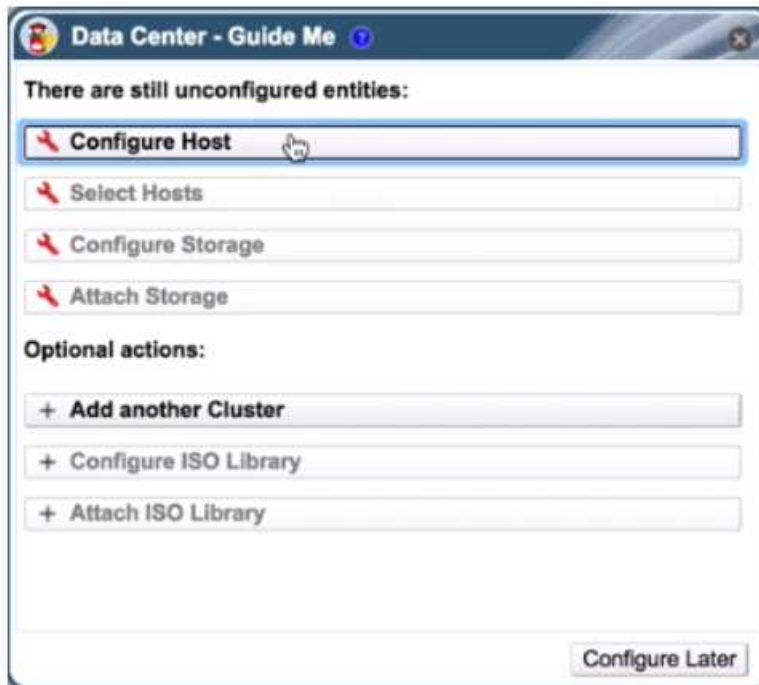 Data Center - Guide Me ?
There are still unconfigured entities:
Configure Host
Select Hosts
Configure Storage
Attach Storage
Optional actions:
+ Add another Cluster
+ Configure ISO Library
+ Attach ISO Library
Configure Later